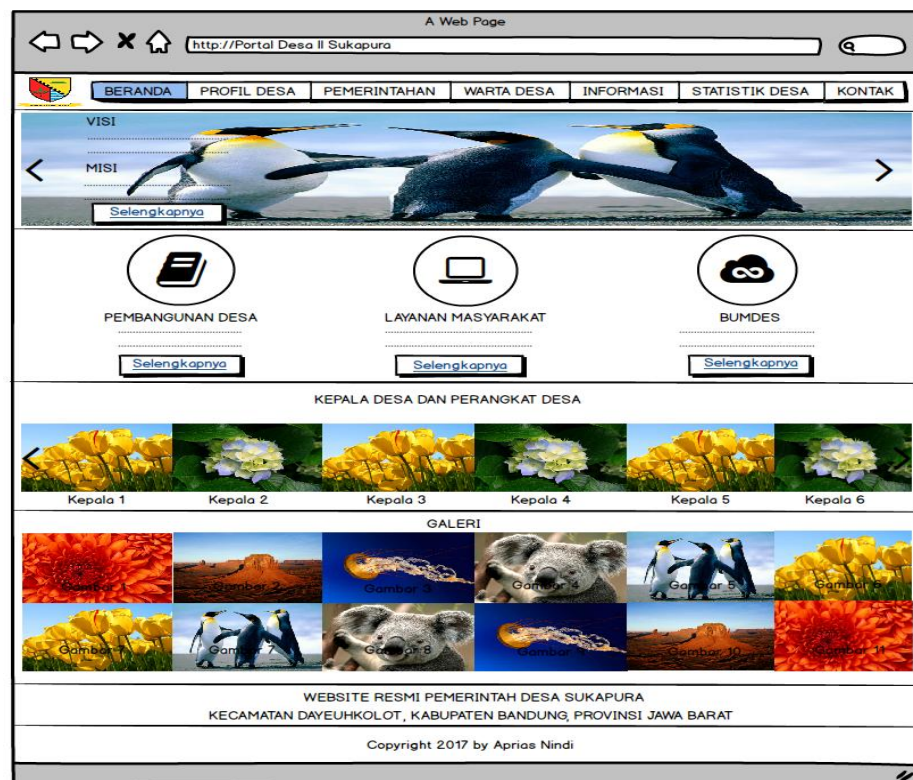 A Web Page
http://Portal Desa II Sukapura
BERANDA PROFIL DESA PEMERINTAHAN WARTA DESA INFORMASI STATISTIK DESA KONTAK
VISI
MISI
Selengkapnya
PEMBANGUNAN DESA LAYANAN MASYARAKAT BUMDES
Selengkapnya Selengkapnya Selengkapnya
KEPALA DESA DAN PERANGKAT DESA
Kepala 1 Kepala 2 Kepala 3 Kepala 4 Kepala 5 Kepala 6
GALERI
Gambar 1 Gambar 2 Gambar 3 Gambar 4 Gambar 5 Gambar 6
Gambar 7 Gambar 7 Gambar 8 Gambar 9 Gambar 10 Gambar 11
WEBSITE RESMI PEMERINTAH DESA SUKAPURA
KECAMATAN DAYEUHKOLOT, KABUPATEN BANDUNG, PROVINSI JAWA BARAT
Copyright 2017 by Aprias Nindi